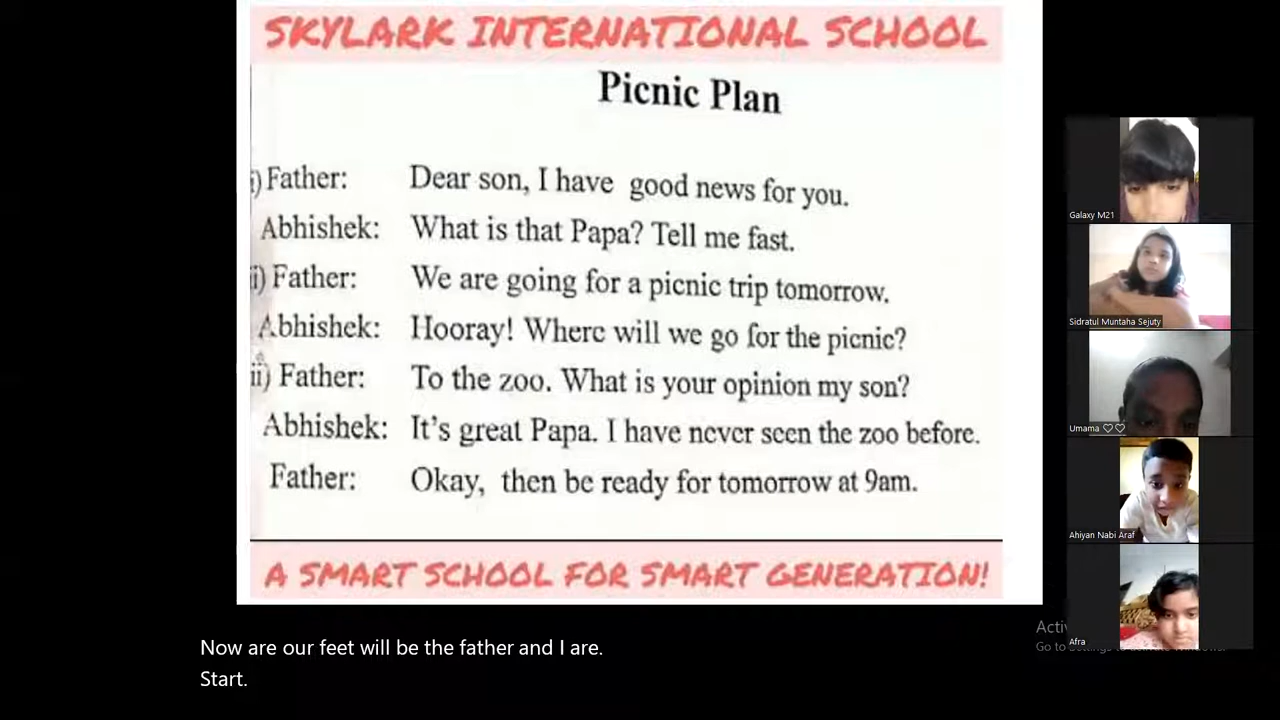 SKYLARK INTERNATIONAL SCHOOL
Picnic Plan
i) Father: Dear son, I have good news for you.
Abhishek: What is that Papa? Tell me fast.
ii) Father: We are going for a picnic trip tomorrow.
Abhishek: Hooray! Where will we go for the picnic?
ii) Father: To the zoo. What is your opinion my son?
Abhishek: It's great Papa. I have never seen the zoo before.
Father: Okay, then be ready for tomorrow at 9am.
A SMART SCHOOL FOR SMART GENERATION!
Now are our feet will be the father and I are.
Start.
Galaxy M21
Sidratul Muntaha Sejuty
Umama ♡♡
Ahiyan Nabi Araf
Afra
Go to